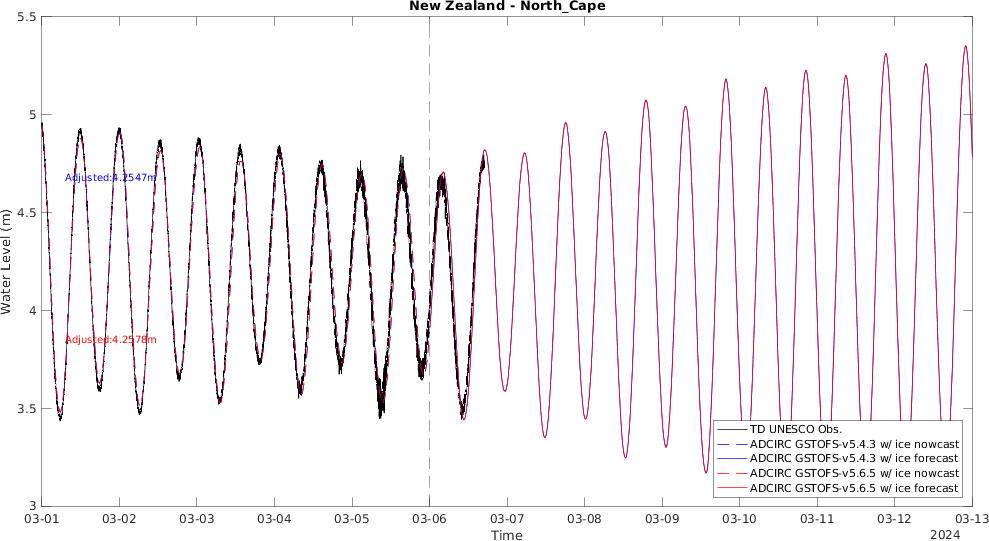 New Zealand - North_Cape
5.5
5
4.5
4
3.5
3
Water Level (m)
Adjusted:4.2547m
Adjusted:4.2578m
TD UNESCO Obs.
ADCIRC GSTOFS-v5.4.3 w/ ice nowcast
ADCIRC GSTOFS-v5.4.3 w/ ice forecast
ADCIRC GSTOFS-v5.6.5 w/ ice nowcast
ADCIRC GSTOFS-v5.6.5 w/ ice forecast
03-01 03-02 03-03 03-04 03-05 03-06 03-07 03-08 03-09 03-10 03-11 03-12 03-13
Time
2024